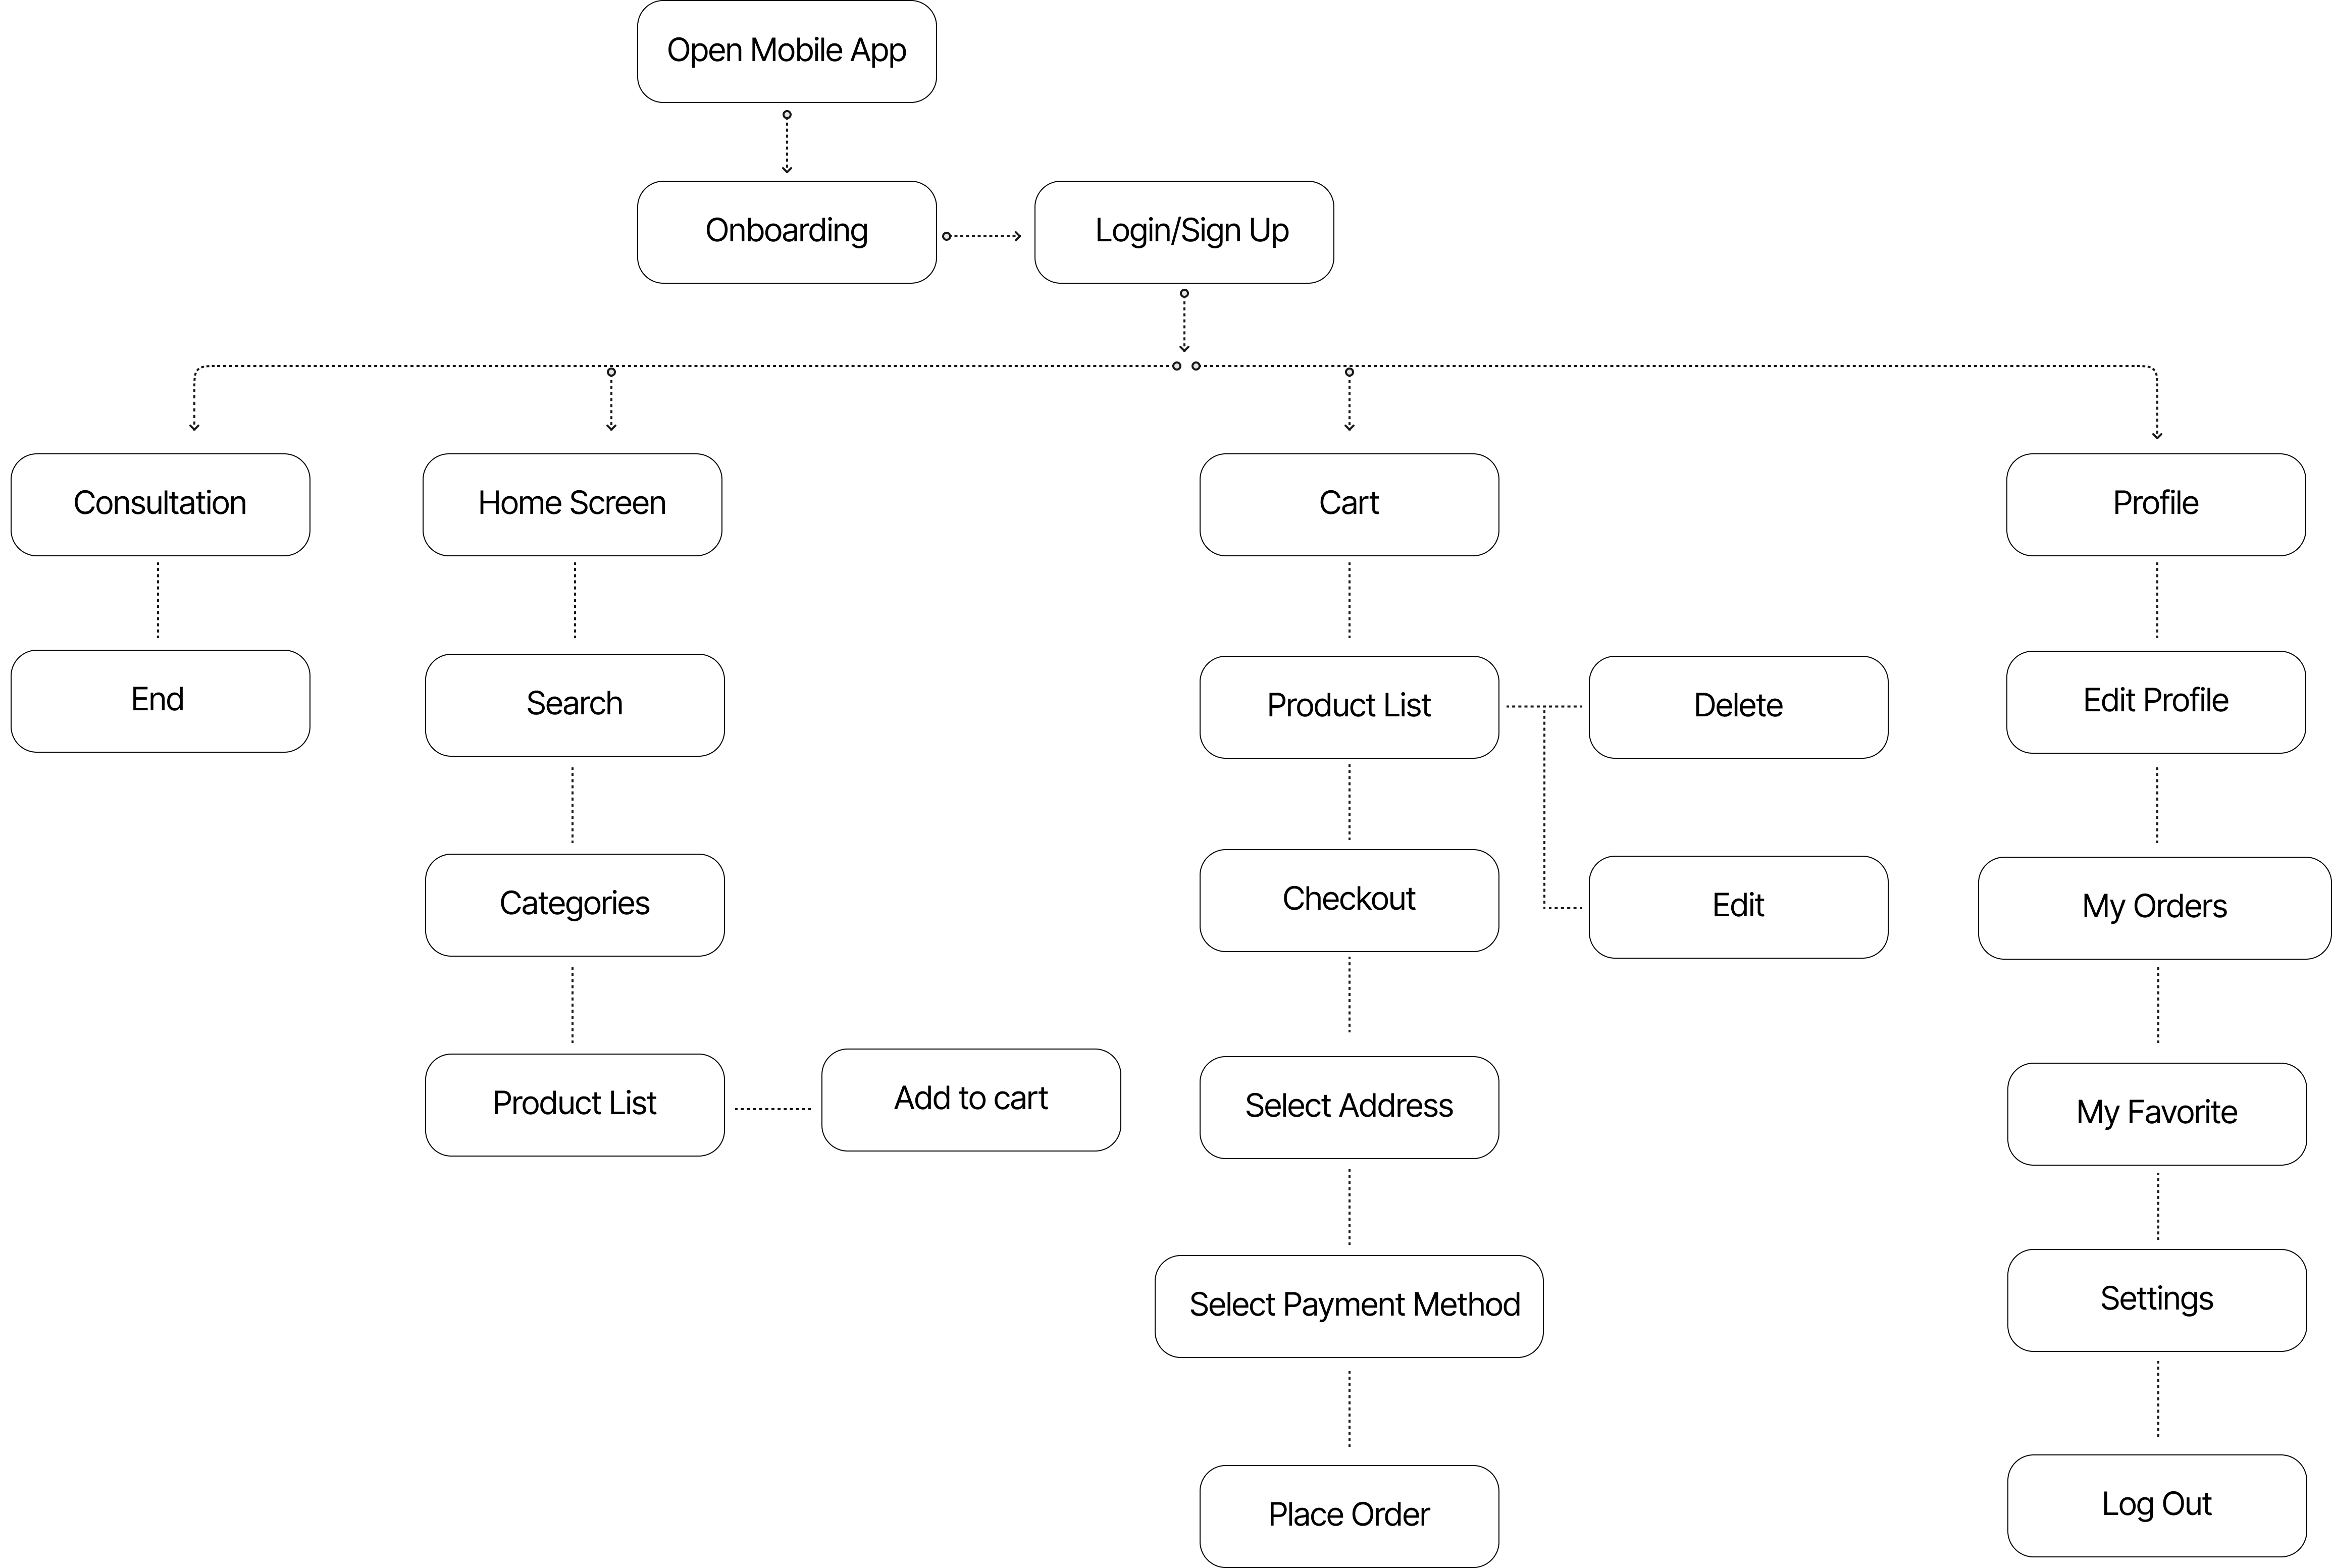 Open Mobile App
Onboarding
Login/Sign Up
Consultation
Home Screen
Cart
Profile
End
Search
Product List
Delete
Edit Profile
Categories
Checkout
Edit
My Orders
Product List
Add to cart
Select Address
My Favorite
Select Payment Method
Settings
Place Order
Log Out